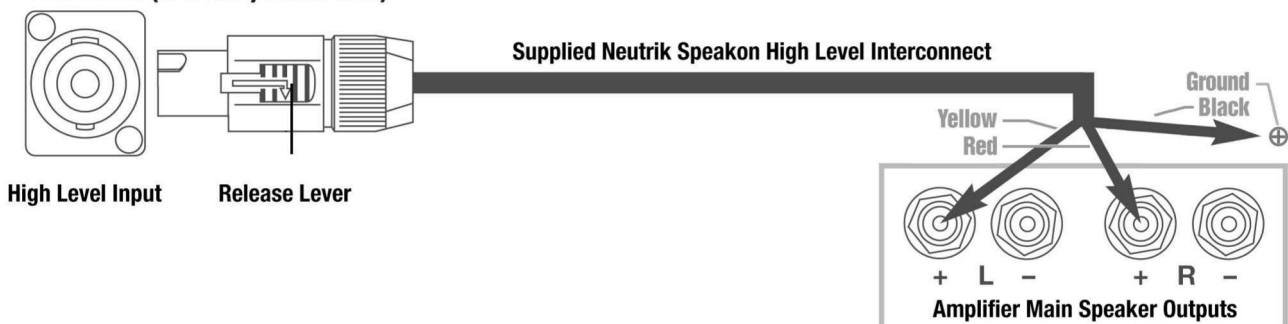 Supplied Neutrik Speakon High Level Interconnect
Ground
Black
Yellow
Red
High Level Input
Release Lever
+ L − + R −
Amplifier Main Speaker Outputs